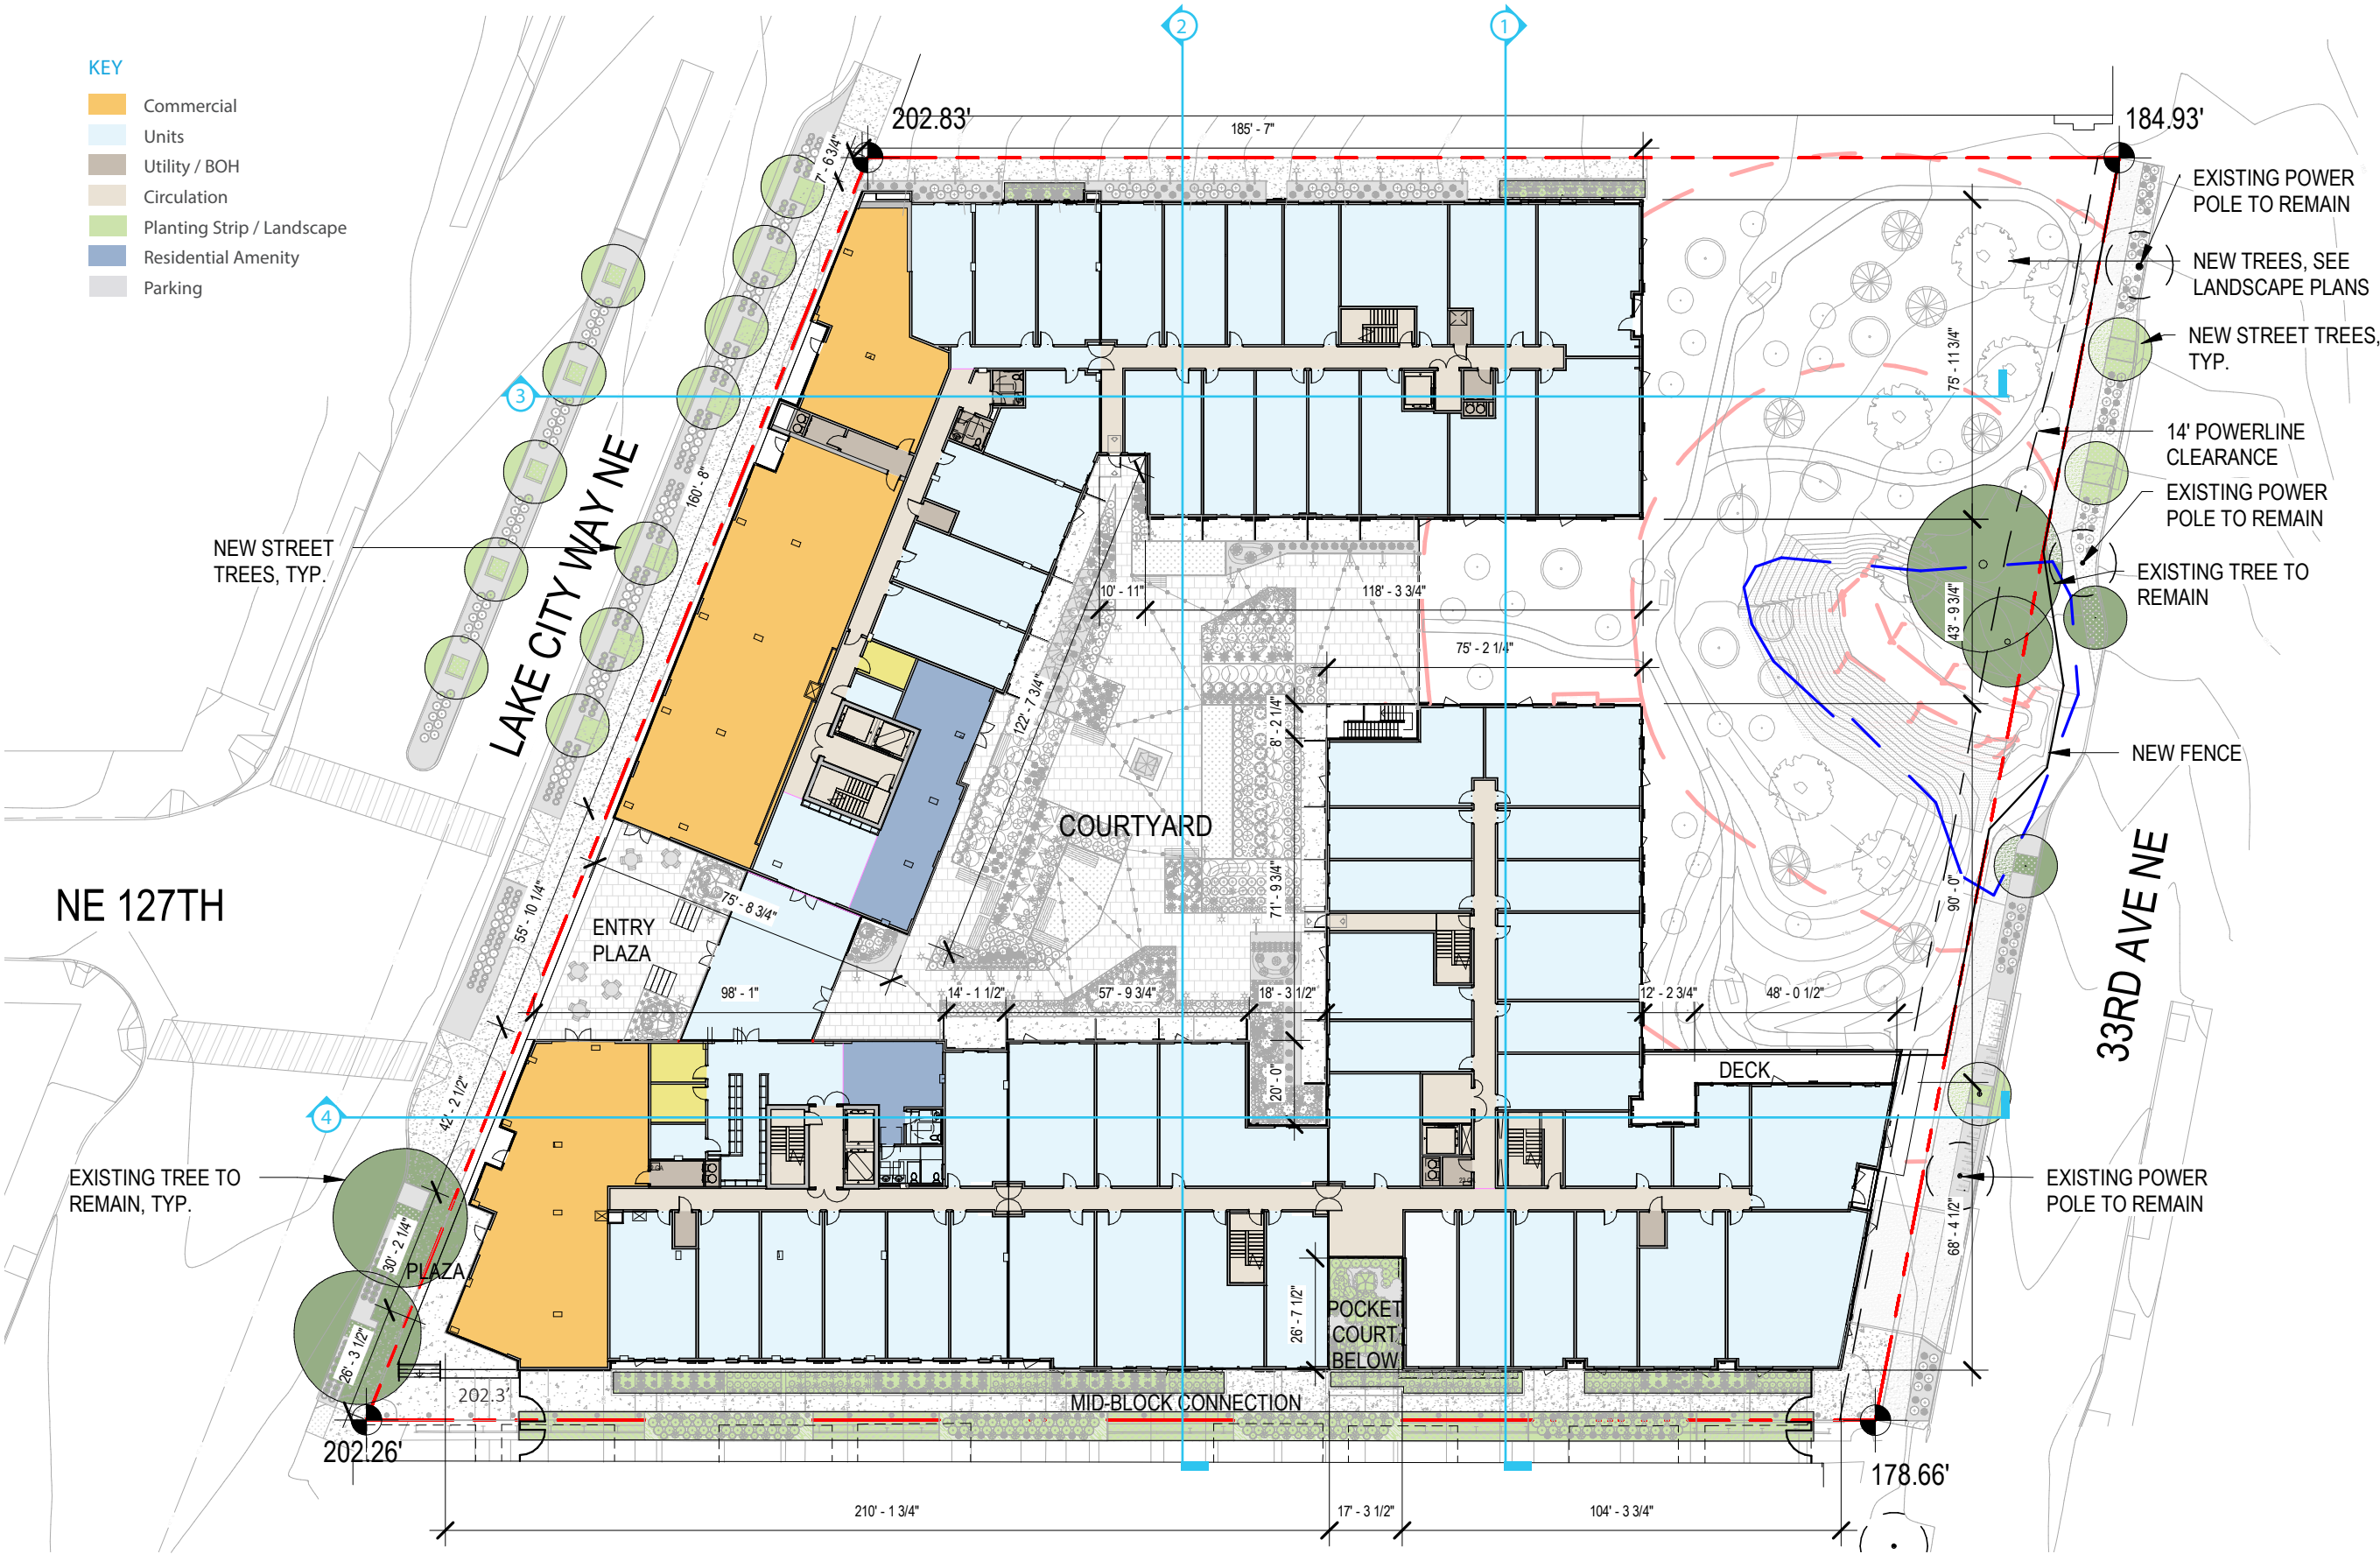 KEY
Commercial
Units
Utility / BOH
Circulation
Planting Strip / Landscape
Residential Amenity
Parking
2
1
3
4
202.83'
184.93'
185' - 7"
7' - 6 3/4"
EXISTING POWER
POLE TO REMAIN
NEW TREES, SEE
LANDSCAPE PLANS
NEW STREET TREES,
TYP.
14' POWERLINE
CLEARANCE
EXISTING POWER
POLE TO REMAIN
EXISTING TREE TO
REMAIN
NEW FENCE
33RD AVE NE
EXISTING POWER
POLE TO REMAIN
75' - 11 3/4"
43' - 9 3/4"
90' - 0"
68' - 4 1/2"
LAKE CITY WAY NE
NEW STREET
TREES, TYP.
160' - 8"
10' - 11"
118' - 3 3/4"
75' - 2 1/4"
122' - 7 3/4"
8' - 2 1/4"
COURTYARD
71' - 9 3/4"
NE 127TH
ENTRY
PLAZA
75' - 8 3/4"
55' - 10 1/4"
98' - 1"
14' - 1 1/2"
57' - 9 3/4"
18' - 3 1/2"
12' - 2 3/4"
48' - 0 1/2"
DECK
20' - 0"
42' - 2 1/2"
EXISTING TREE TO
REMAIN, TYP.
30' - 2 1/4"
PLAZA
26' - 3 1/2"
26' - 7 1/2"
POCKET
COURT
BELOW
202.3'
MID-BLOCK CONNECTION
202.26'
178.66'
210' - 1 3/4"
17' - 3 1/2"
104' - 3 3/4"